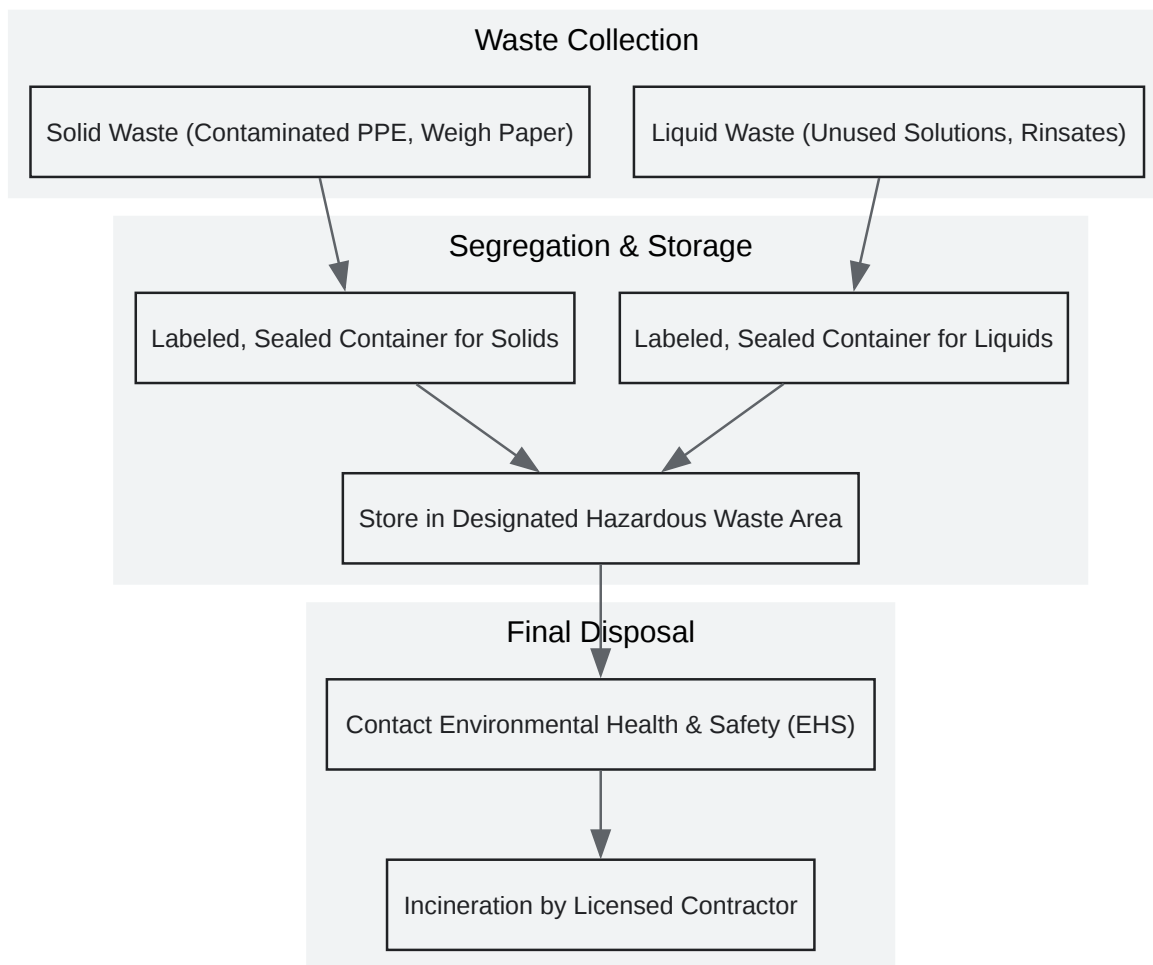 Waste Collection
Solid Waste (Contaminated PPE, Weigh Paper)
Liquid Waste (Unused Solutions, Rinsates)
Segregation & Storage
Labeled, Sealed Container for Solids
Labeled, Sealed Container for Liquids
Store in Designated Hazardous Waste Area
Final Disposal
Contact Environmental Health & Safety (EHS)
Incineration by Licensed Contractor